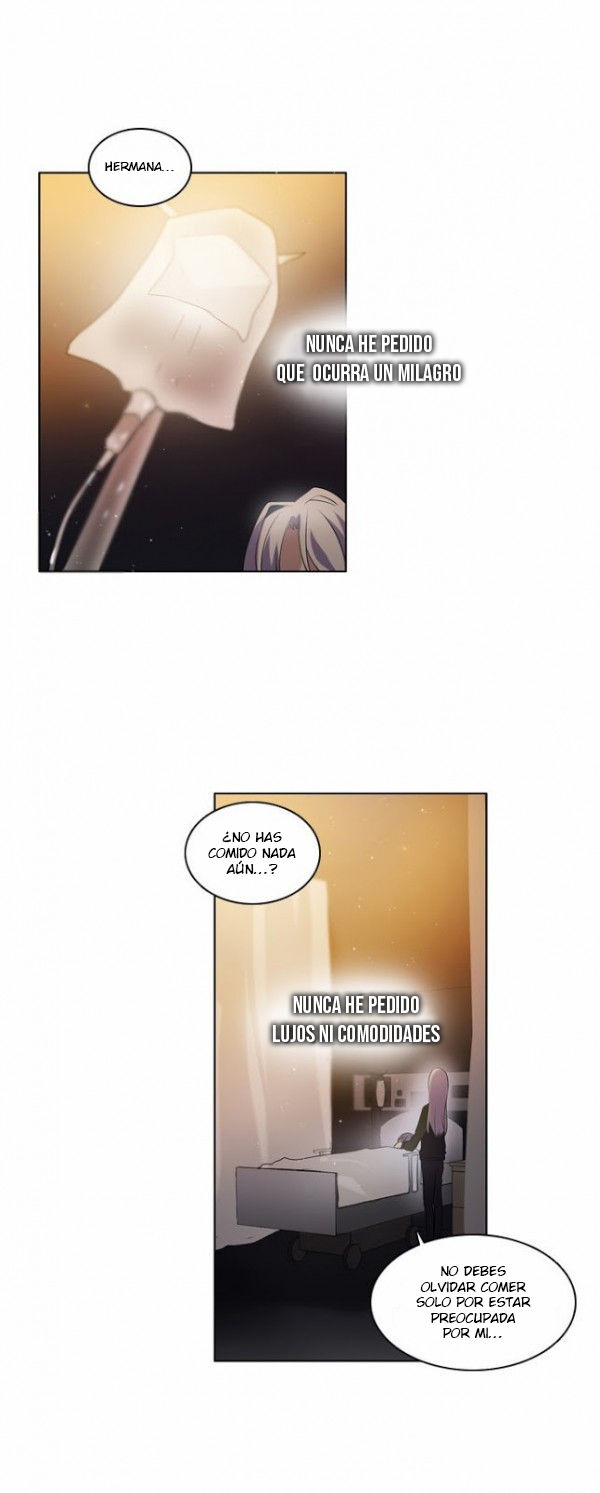 HERMANA...
NUNCA HE PEDIDO
QUE OCURRA UN MILAGRO
¿NO HAS
COMIDO NADA
AÚN...?
NUNCA HE PEDIDO
LUJOS NI COMODIDADES
NO DEBES
OLVIDAR COMER
SOLO POR ESTAR
PREOCUPADA
POR MI...